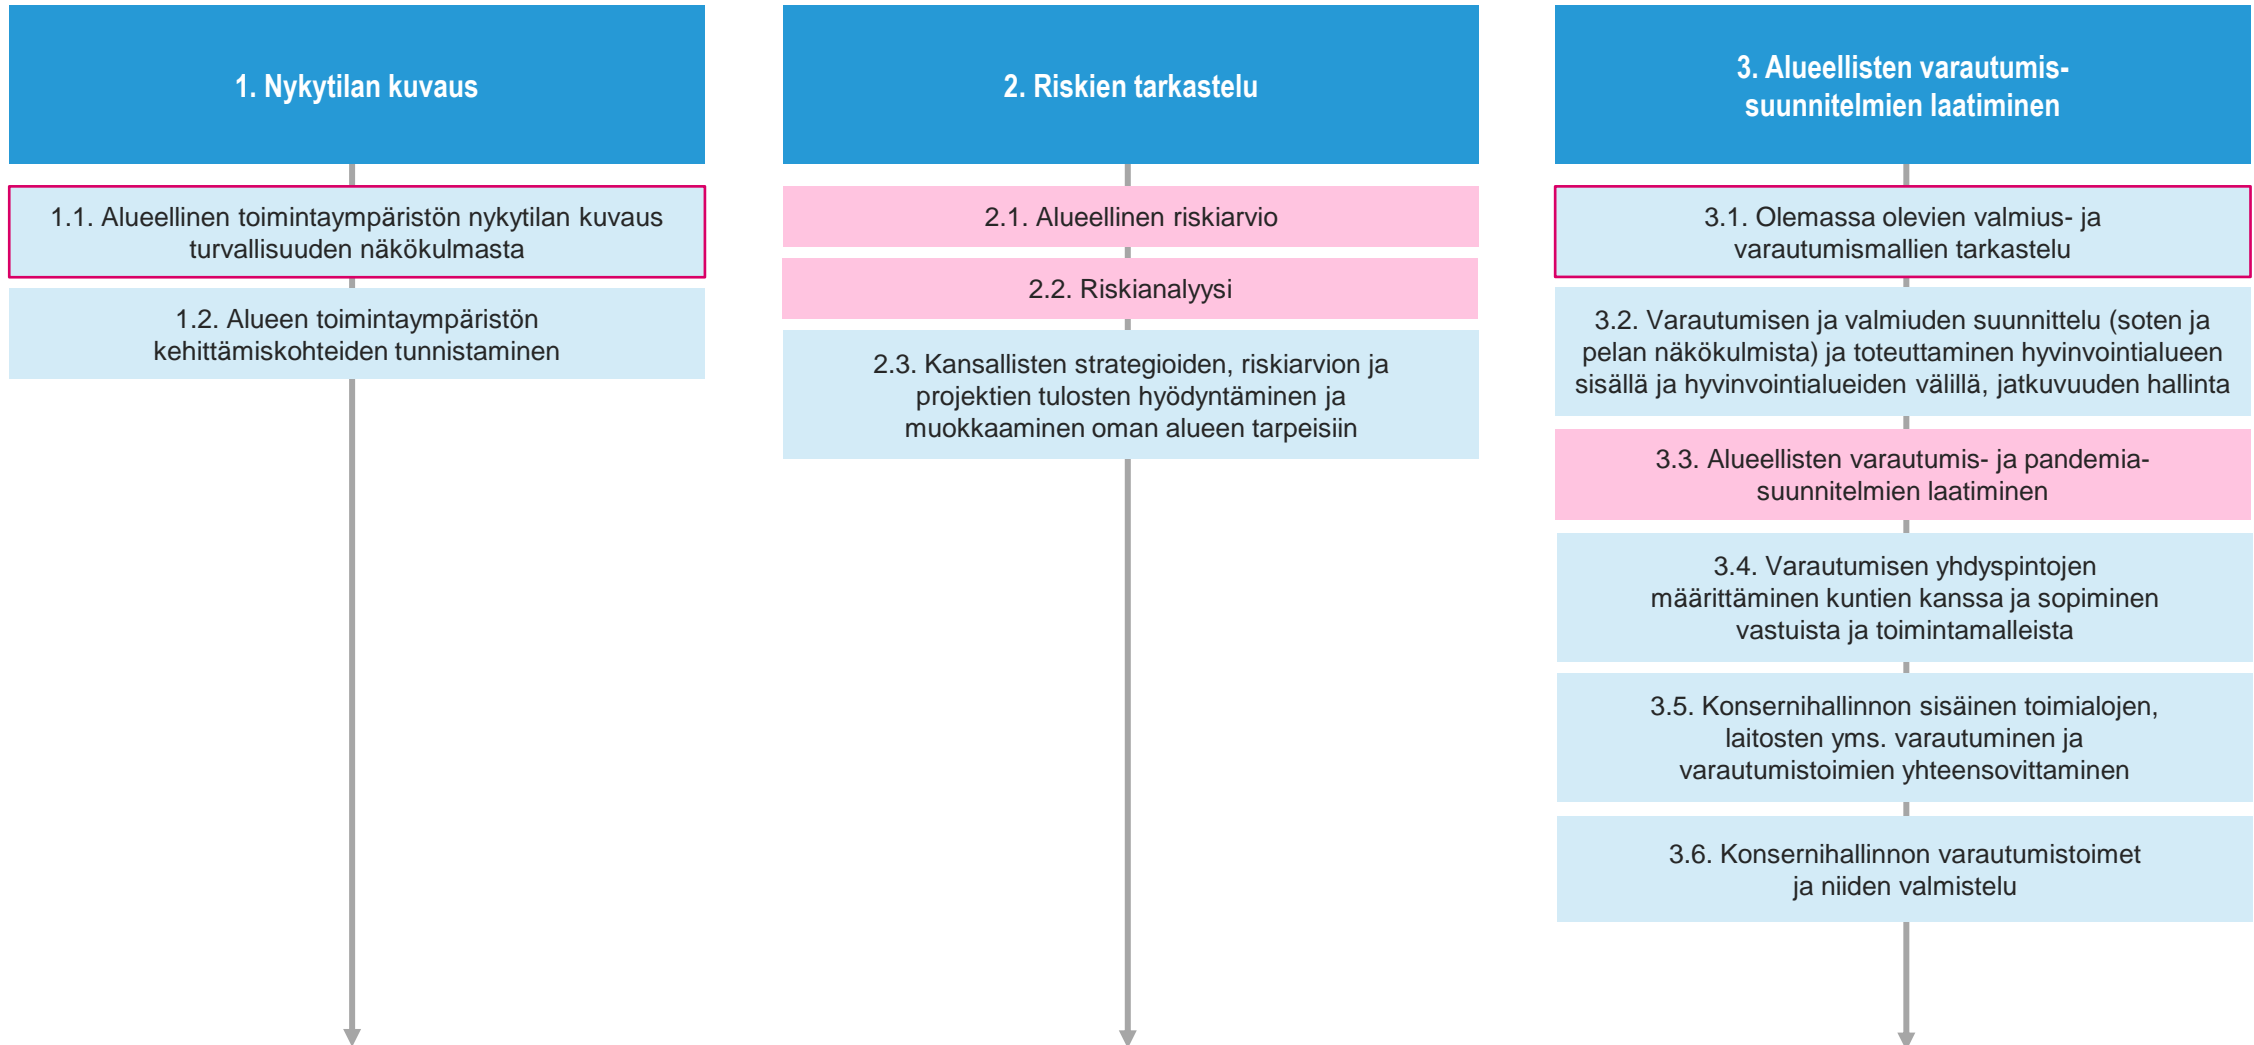 1. Nykytilan kuvaus
1.1. Alueellinen toimintaympäristön nykytilan kuvaus
turvallisuuden näkökulmasta
1.2. Alueen toimintaympäristön
kehittämiskohteiden tunnistaminen
2. Riskien tarkastelu
2.1. Alueellinen riskiarvio
2.2. Riskianalyysi
2.3. Kansallisten strategioiden, riskiarvion ja
projektien tulosten hyödyntäminen ja
muokkaaminen oman alueen tarpeisiin
3. Alueellisten varautumis-
suunnitelmien laatiminen
3.1. Olemassa olevien valmius- ja
varautumismallien tarkastelu
3.2. Varautumisen ja valmiuden suunnittelu (soten ja
pelan näkökulmista) ja toteuttaminen hyvinvointialueen
sisällä ja hyvinvointialueiden välillä, jatkuvuuden hallinta
3.3. Alueellisten varautumis- ja pandemia-
suunnitelmien laatiminen
3.4. Varautumisen yhdyspintojen
määrittäminen kuntien kanssa ja sopiminen
vastuista ja toimintamalleista
3.5. Konsernihallinnon sisäinen toimialojen,
laitosten yms. varautuminen ja
varautumistoimien yhteensovittaminen
3.6. Konsernihallinnon varautumistoimet
ja niiden valmistelu